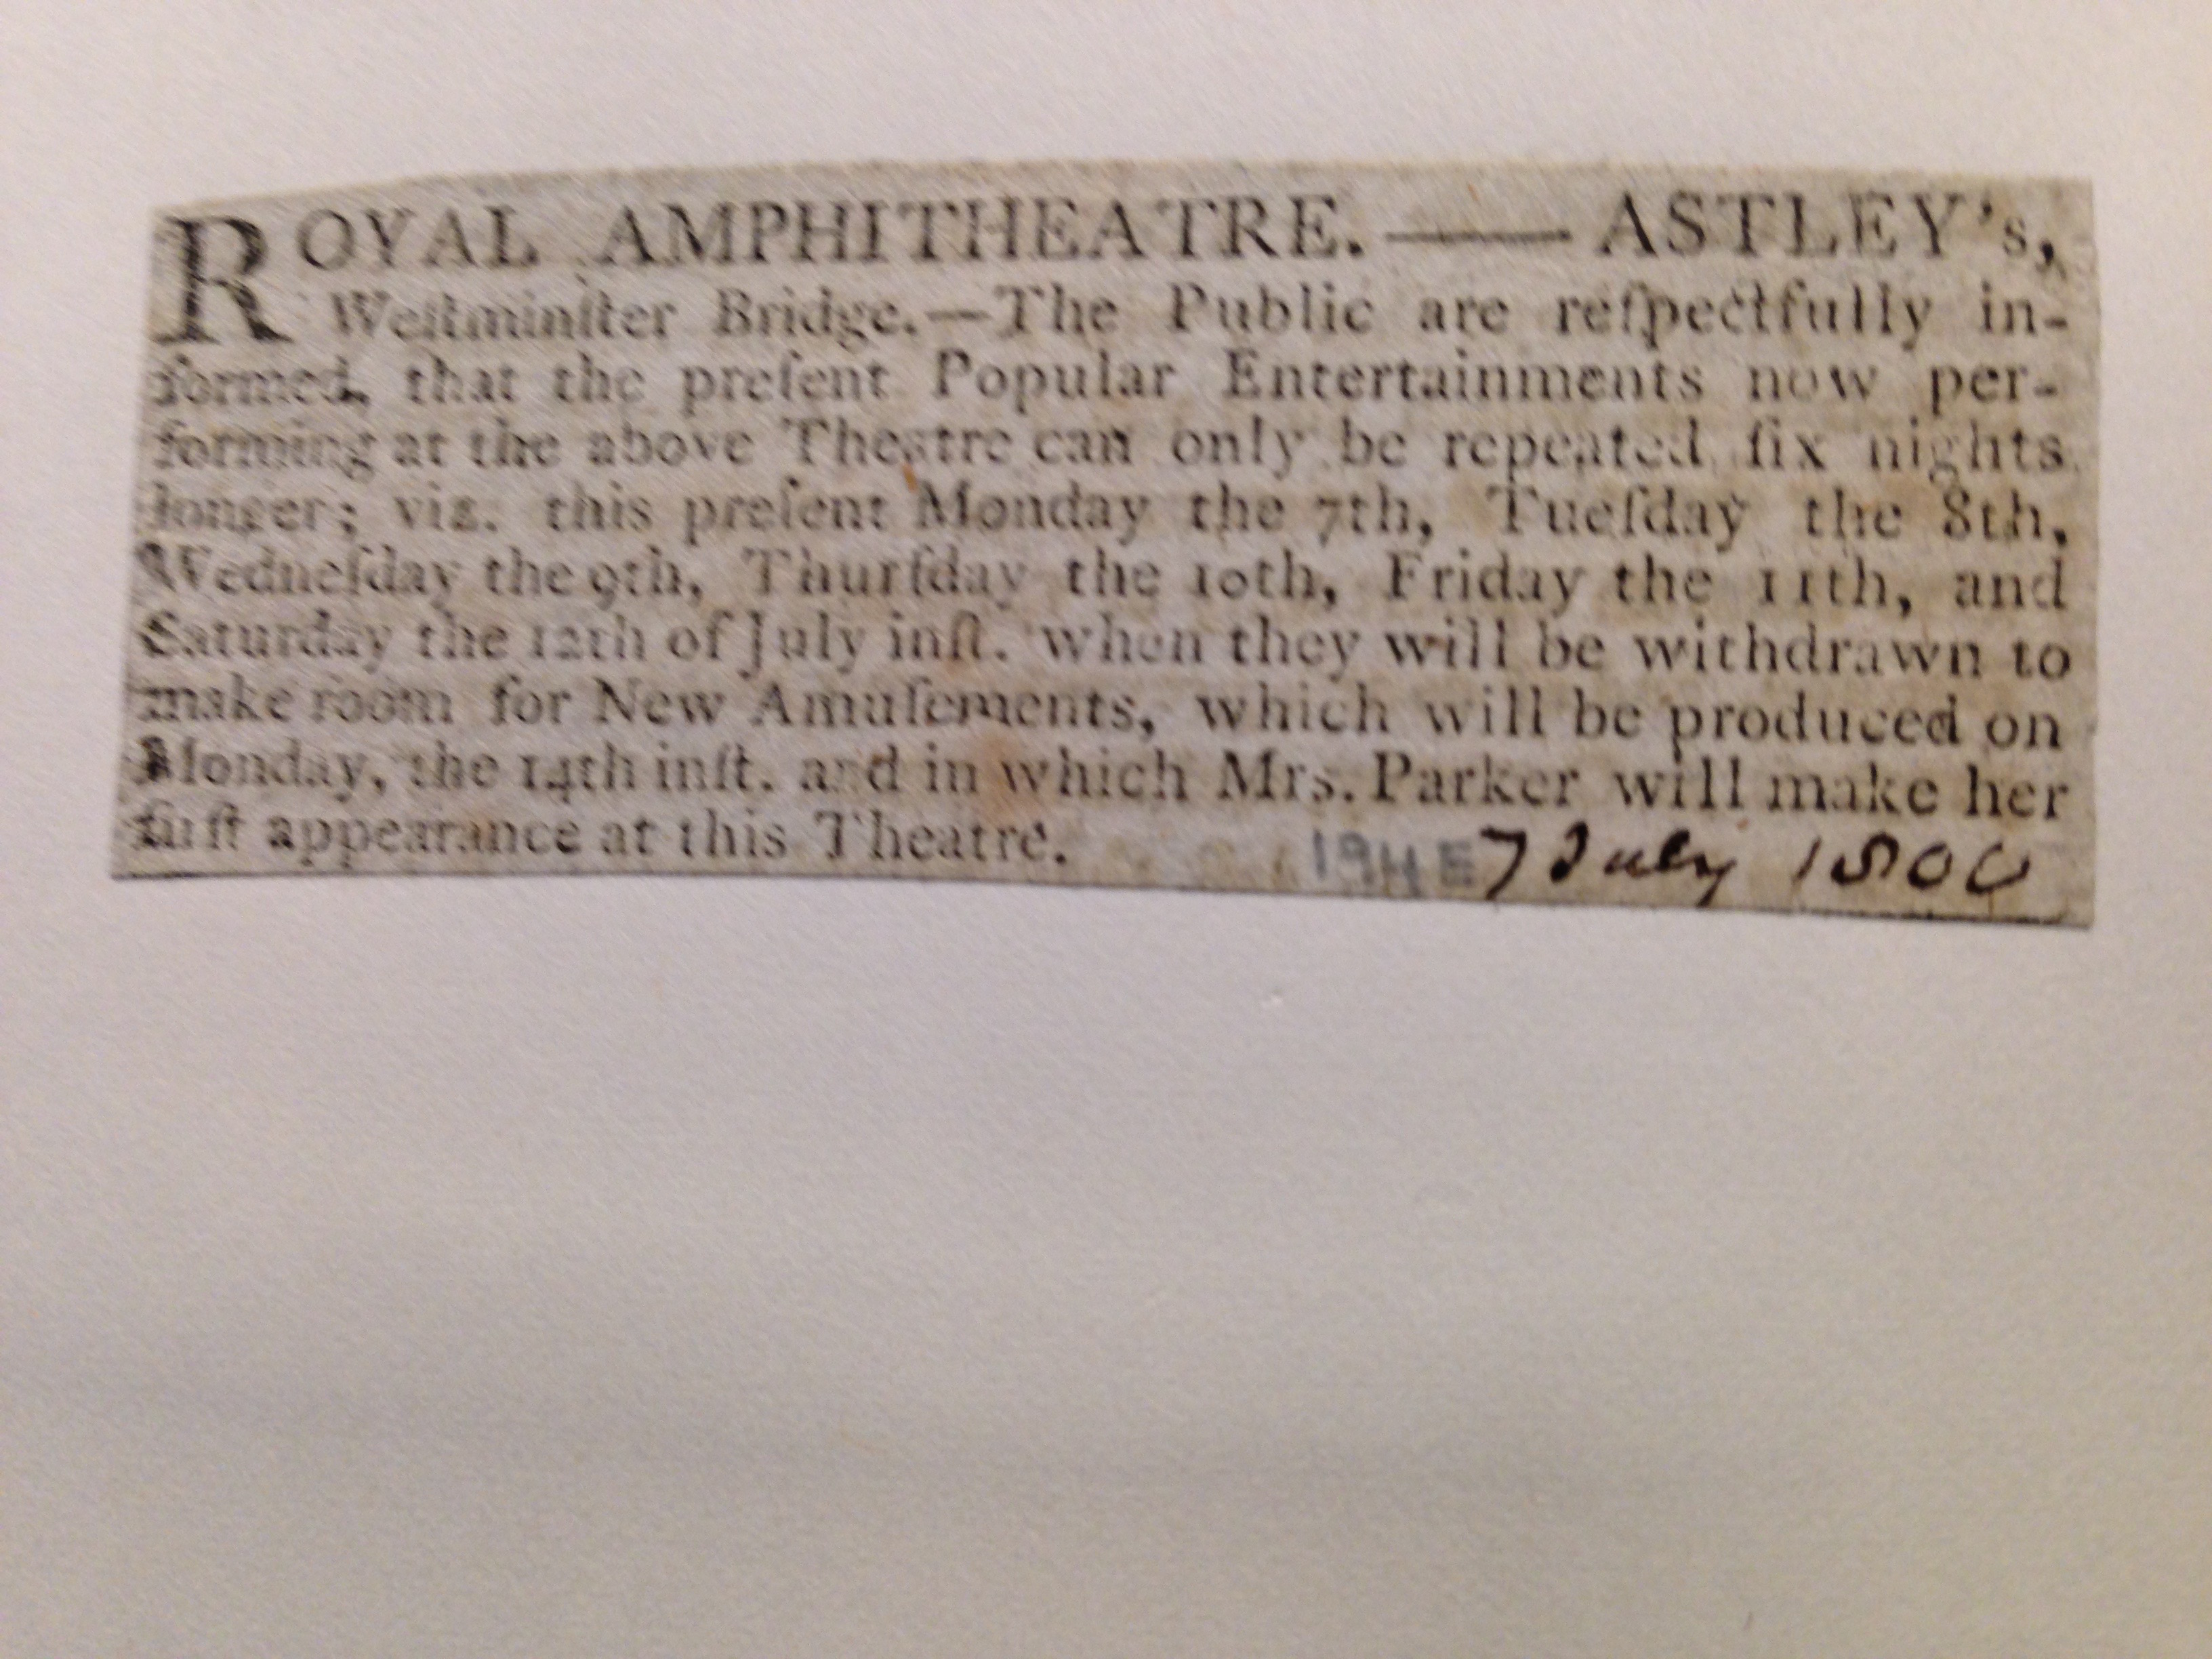 ROYAL AMPHITHEATRE. —— ASTLEY's,
Weſtminſter Bridge.—The Public are reſpectfully in-
formed, that the preſent Popular Entertainments now per-
forming at the above Theatre can only be repeated ſix nights
longer; viz. this preſent Monday the 7th, Tueſday the 8th,
Wedneſday the 9th, Thurſday the 10th, Friday the 11th, and
Saturday the 12th of July inſt. when they will be withdrawn to
make room for New Amuſements, which will be produced on
Monday, the 14th inſt. and in which Mrs. Parker will make her
firſt appearance at this Theatre.
7 July 1800